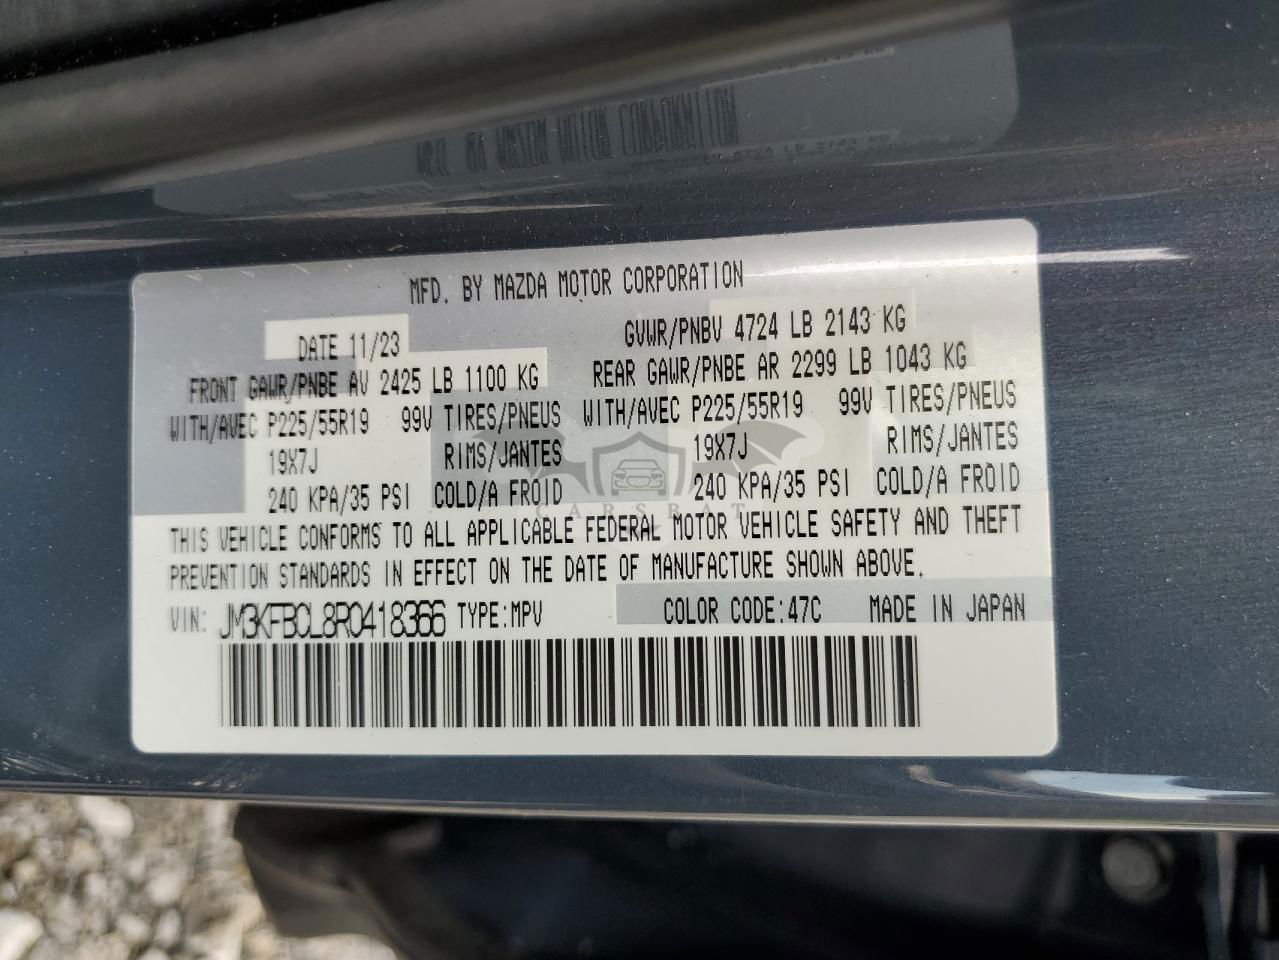 MFD. BY MAZDA MOTOR CORPORATION
DATE 11/23 GVWR/PNBV 4724 LB 2143 KG
FRONT GAWR/PNBE AV 2425 LB 1100 KG REAR GAWR/PNBE AR 2299 LB 1043 KG
WITH/AVEC P225/55R19 99V TIRES/PNEUS WITH/AVEC P225/55R19 99V TIRES/PNEUS
19X7J RIMS/JANTES 19X7J RIMS/JANTES
240 KPA/35 PSI COLD/A FROID 240 KPA/35 PSI COLD/A FROID
CARSBAT
THIS VEHICLE CONFORMS TO ALL APPLICABLE FEDERAL MOTOR VEHICLE SAFETY AND THEFT
PREVENTION STANDARDS IN EFFECT ON THE DATE OF MANUFACTURE SHOWN ABOVE.
VIN: JM3KFBCL8R0418366 TYPE:MPV COLOR CODE:47C MADE IN JAPAN